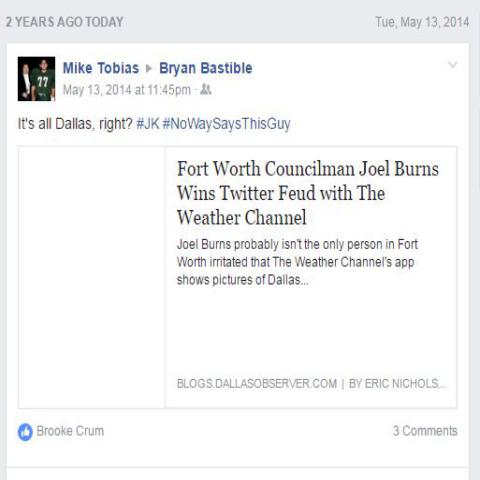 2 YEARS AGO TODAY
Tue, May 13, 2014
Mike Tobias ▸ Bryan Bastible
May 13, 2014 at 11:45pm ·
It's all Dallas, right? #JK #NoWaySaysThisGuy
Fort Worth Councilman Joel Burns
Wins Twitter Feud with The
Weather Channel
Joel Burns probably isn't the only person in Fort
Worth irritated that The Weather Channel's app
shows pictures of Dallas...
BLOGS.DALLASOBSERVER.COM | BY ERIC NICHOLS...
Brooke Crum
3 Comments